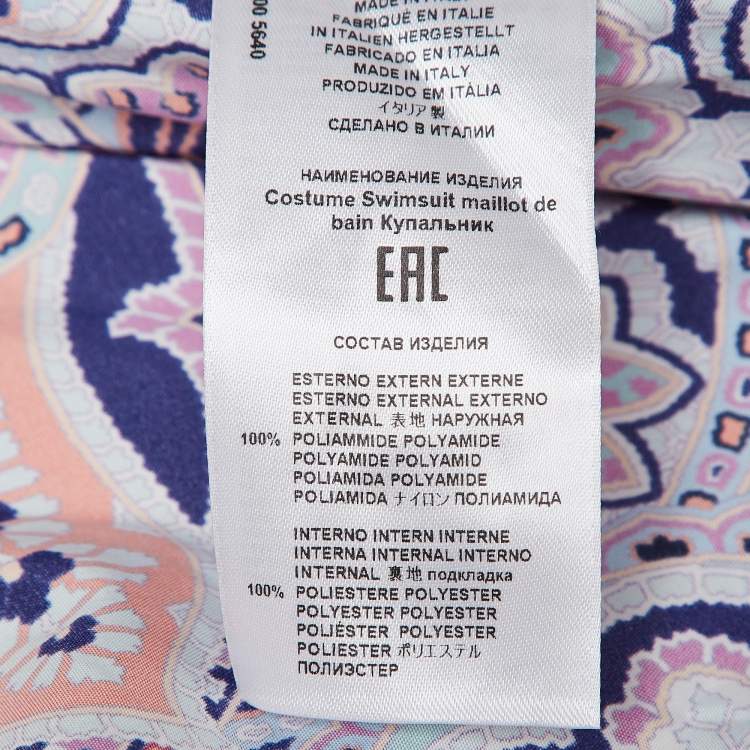 00 5640
MADE IN ITALY
FABRIQUÉ EN ITALIE
IN ITALIEN HERGESTELLT
FABRICADO EN ITALIA
MADE IN ITALY
PRODUZIDO EM ITÀLIA
イタリア製
СДЕЛАНО В ИТАЛИИ
НАИМЕНОВАНИЕ ИЗДЕЛИЯ
Costume Swimsuit maillot de
bain Купальник
EAC
СОСТАВ ИЗДЕЛИЯ
ESTERNO EXTERN EXTERNE
ESTERNO EXTERNAL EXTERNO
EXTERNAL 表地 НАРУЖНАЯ
100% POLIAMMIDE POLYAMIDE
POLYAMIDE POLYAMID
POLIAMIDA POLYAMIDE
POLIAMIDA ナイロン ПОЛИАМИДА
INTERNO INTERN INTERNE
INTERNA INTERNAL INTERNO
INTERNAL 裏地 подкладка
100% POLIESTERE POLYESTER
POLYESTER POLYESTER
POLIÉSTER POLYESTER
POLIESTER ポリエステル
ПОЛИЭСТЕР